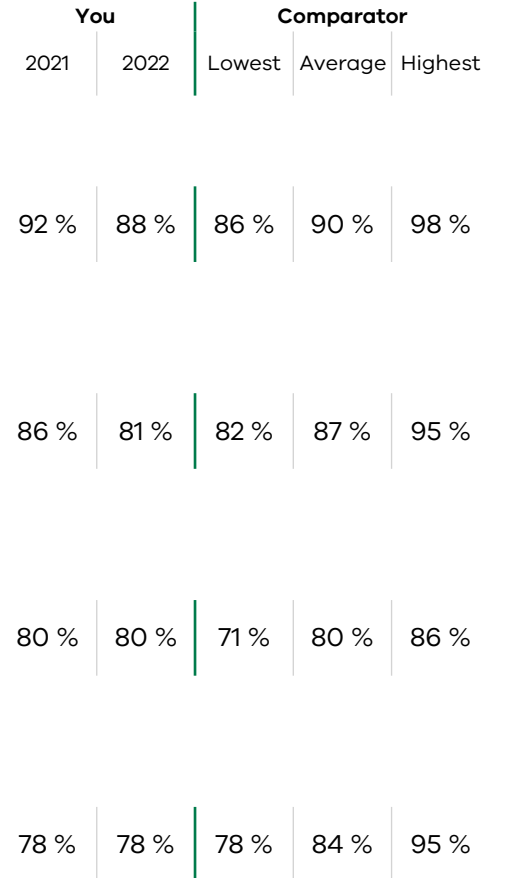 You Comparator
2021 2022 Lowest Average Highest
92 % 88 % 86 % 90 % 98 %
86 % 81 % 82 % 87 % 95 %
80 % 80 % 71 % 80 % 86 %
78 % 78 % 78 % 84 % 95 %